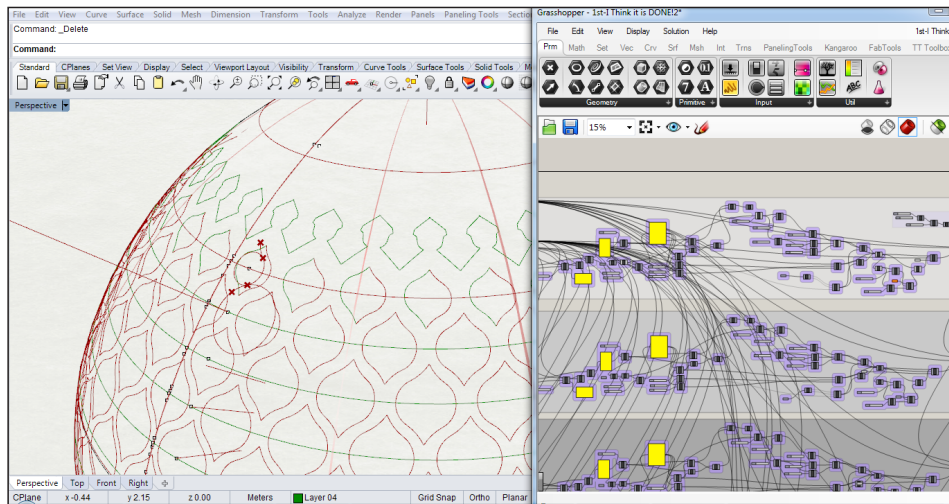 File Edit View Curve Surface Solid Mesh Dimension Transform Tools Analyze Render Panels Paneling Tools Section
Command: _Delete
Command:
Standard CPlanes Set View Display Select Viewport Layout Visibility Transform Curve Tools Surface Tools Solid Tools M
Perspective
Perspective Top Front Right
CPlane x -0.44 y 2.15 z 0.00 Meters Layer 04 Grid Snap Ortho Planar
Grasshopper - 1st-I Think it is DONE!2*
File Edit View Display Solution Help 1st-I Think
Prm Math Set Vec Crv Srf Msh Int Trns PanelingTools Kangaroo FabTools TT Toolbo
Geometry Primitive Input Util
15%